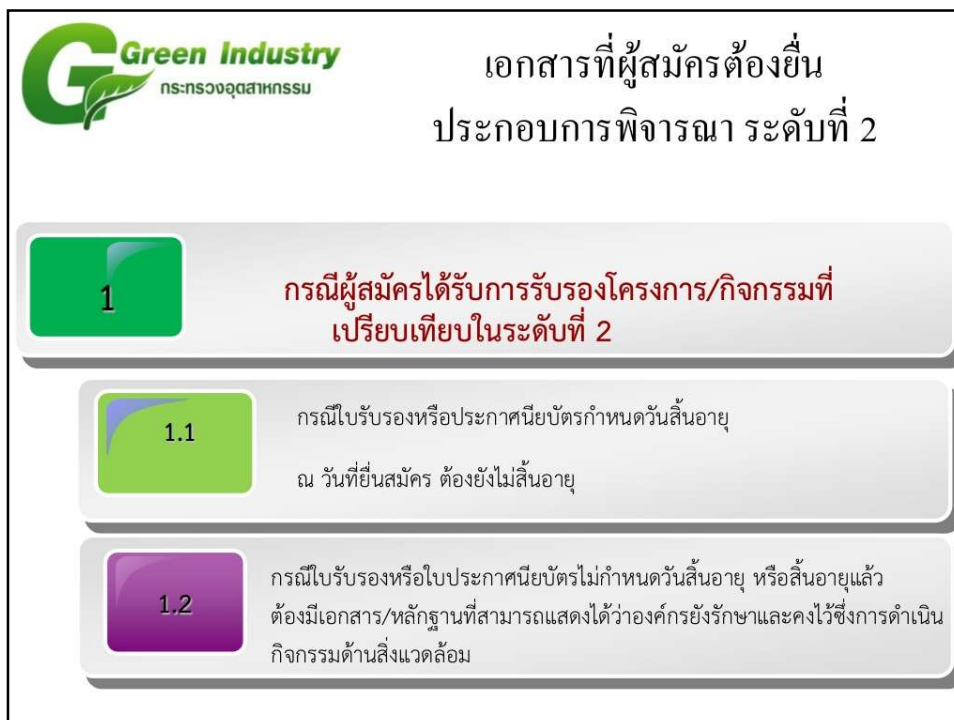 Green Industry
กระทรวงอุตสาหกรรม
เอกสารที่ผู้สมัครต้องยื่น
ประกอบการพิจารณา ระดับที่ 2
1
กรณีผู้สมัครได้รับการรับรองโครงการ/กิจกรรมที่
เปรียบเทียบในระดับที่ 2
1.1
กรณีใบรับรองหรือประกาศนียบัตรกำหนดวันสิ้นอายุ
ณ วันที่ยื่นสมัคร ต้องยังไม่สิ้นอายุ
1.2
กรณีใบรับรองหรือใบประกาศนียบัตรไม่กำหนดวันสิ้นอายุ หรือสิ้นอายุแล้ว
ต้องมีเอกสาร/หลักฐานที่สามารถแสดงได้ว่าองค์กรยังรักษาและคงไว้ซึ่งการดำเนิน
กิจกรรมด้านสิ่งแวดล้อม